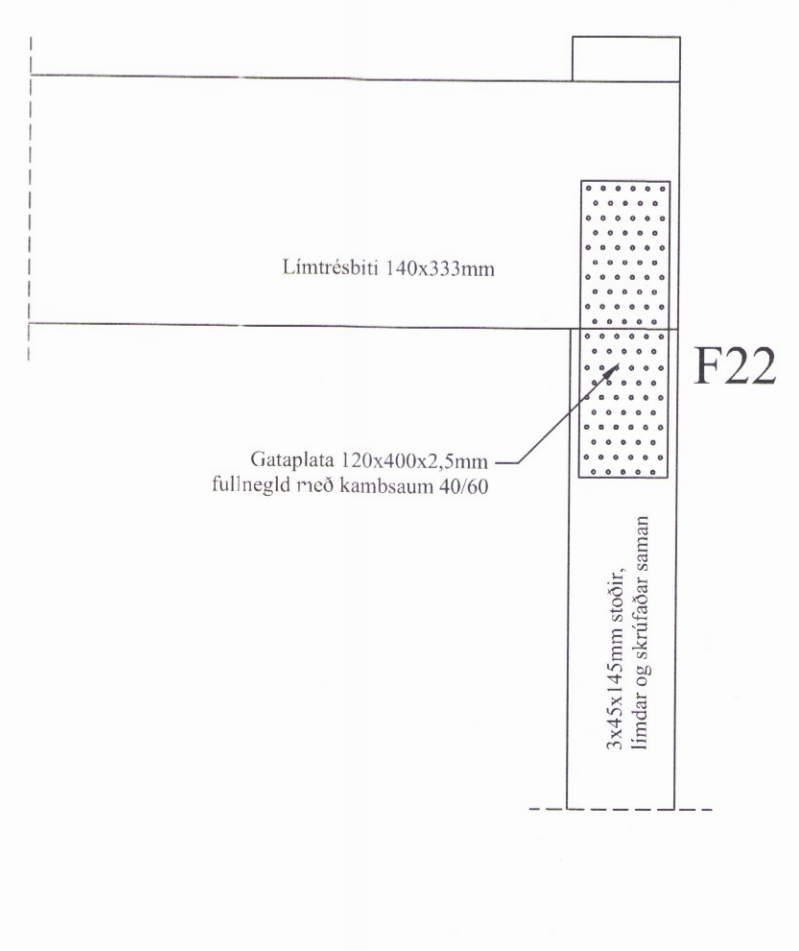 Límtrésbiti 140x333mm
F22
Gataplata 120x400x2,5mm
fullnegld með kambsaum 40/60
3x45x145mm stoðir,
límdar og skrúfaðar saman